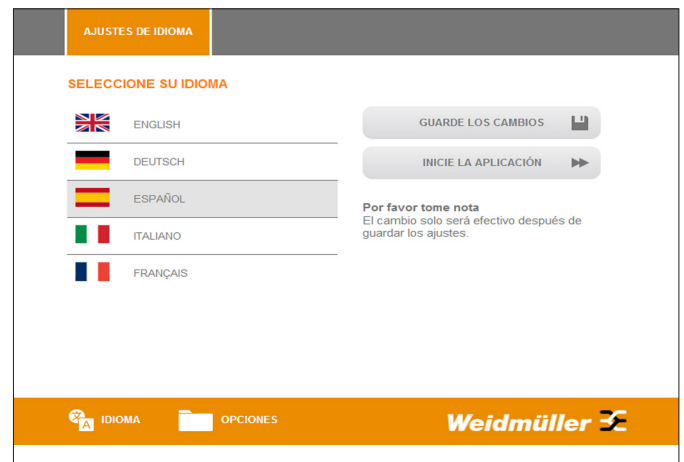 AJUSTES DE IDIOMA
SELECCIONE SU IDIOMA
ENGLISH
DEUTSCH
ESPAÑOL
ITALIANO
FRANÇAIS
GUARDE LOS CAMBIOS
INICIE LA APLICACIÓN
Por favor tome nota
El cambio solo será efectivo después de
guardar los ajustes.
IDIOMA
OPCIONES
Weidmüller